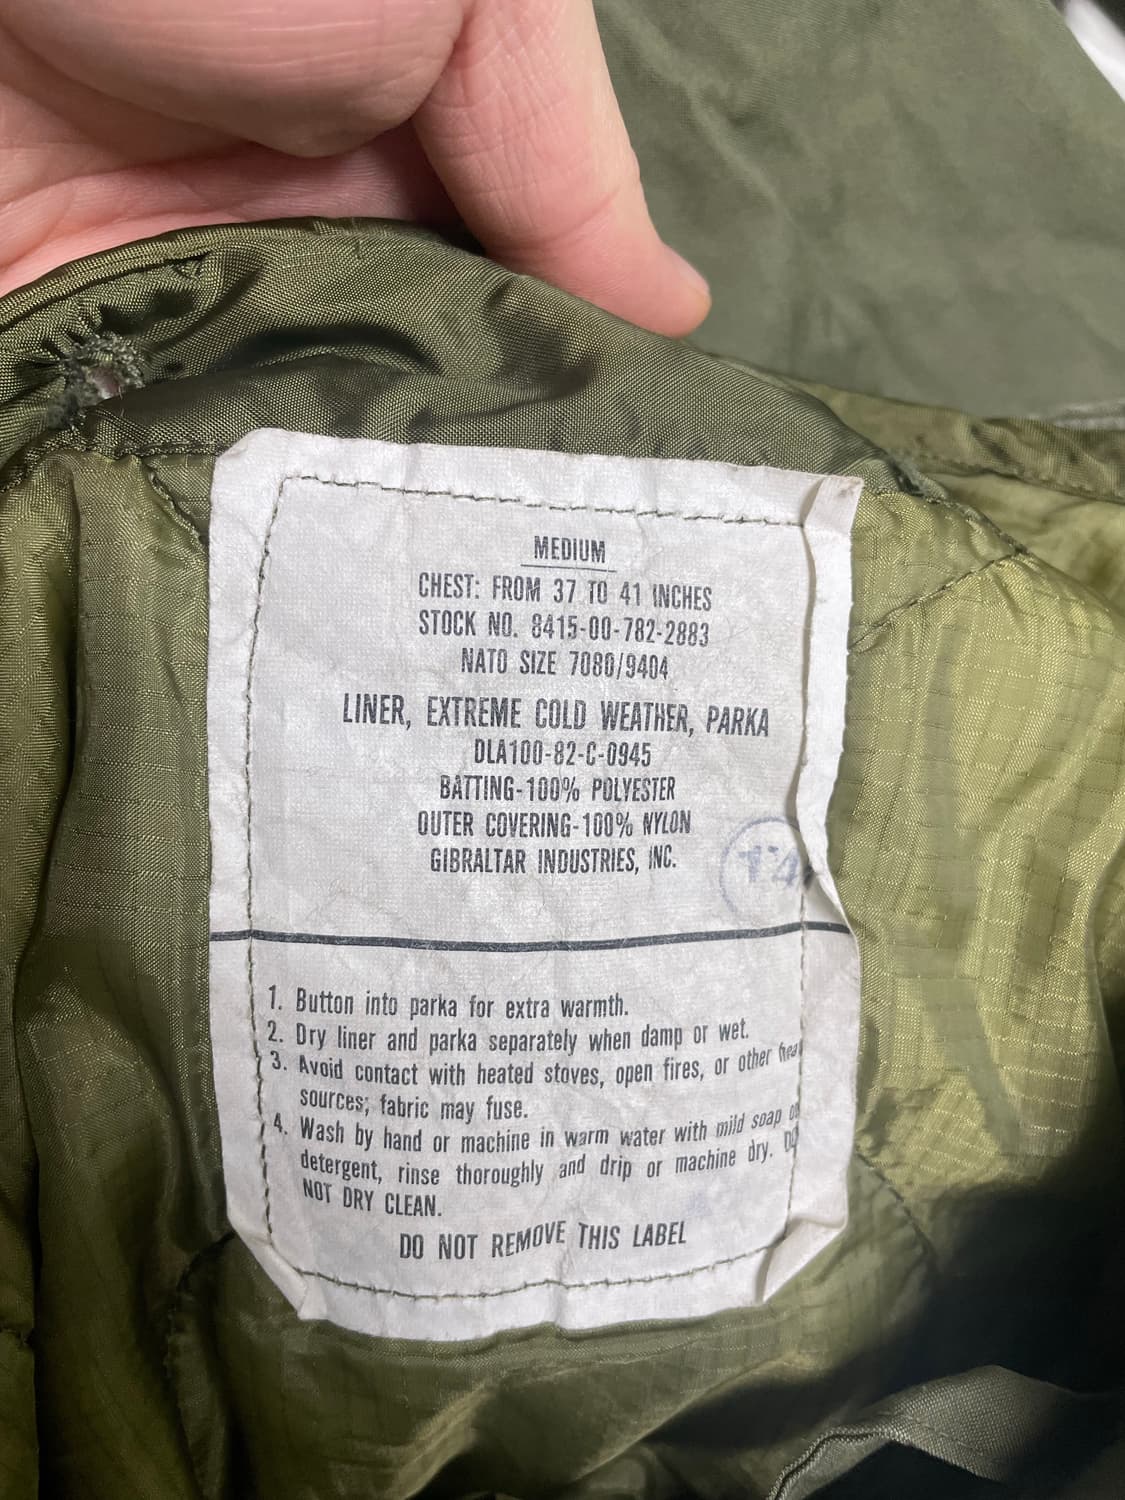 MEDIUM
CHEST: FROM 37 TO 41 INCHES
STOCK NO. 8415-00-782-2883
NATO SIZE 7080/9404
LINER, EXTREME COLD WEATHER, PARKA
DLA100-82-C-0945
BATTING-100% POLYESTER
OUTER COVERING-100% NYLON
GIBRALTAR INDUSTRIES, INC.
1. Button into parka for extra warmth.
2. Dry liner and parka separately when damp or wet.
3. Avoid contact with heated stoves, open fires, or other
sources; fabric may fuse.
4. Wash by hand or machine in warm water with mild soap
detergent, rinse thoroughly and drip or machine dry. DO
NOT DRY CLEAN.
DO NOT REMOVE THIS LABEL